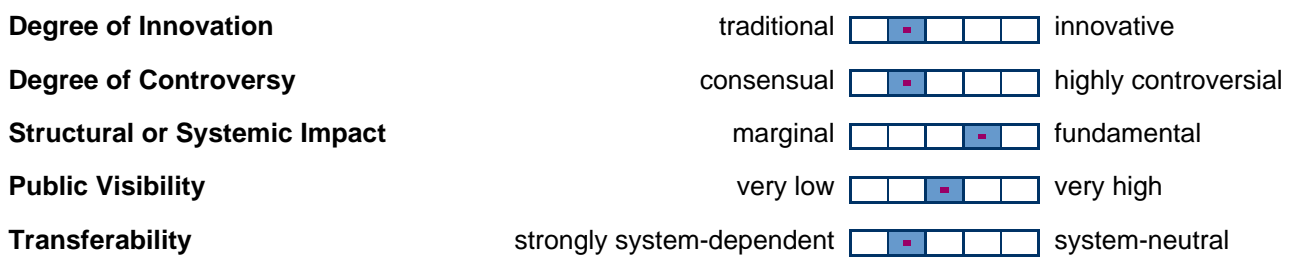 Degree of Innovation traditional innovative
Degree of Controversy consensual highly controversial
Structural or Systemic Impact marginal fundamental
Public Visibility very low very high
Transferability strongly system-dependent system-neutral